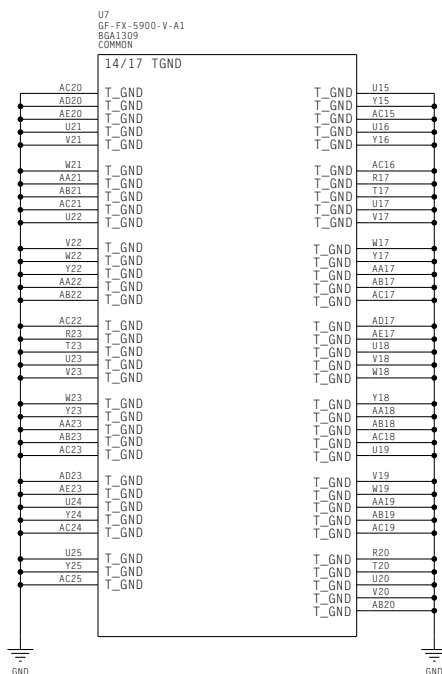 U7
GF-FX-5900-V-A1
BGA1309
COMMON
14/17 TGND
AC20 T_GND T_GND U15
AD20 T_GND T_GND Y15
AE20 T_GND T_GND AC15
U21 T_GND T_GND U16
V21 T_GND T_GND Y16
W21 T_GND T_GND AC16
AA21 T_GND T_GND R17
AB21 T_GND T_GND T17
AC21 T_GND T_GND U17
U22 T_GND T_GND V17
V22 T_GND T_GND W17
W22 T_GND T_GND Y17
Y22 T_GND T_GND AA17
AA22 T_GND T_GND AB17
AB22 T_GND T_GND AC17
AC22 T_GND T_GND AD17
R23 T_GND T_GND AE17
T23 T_GND T_GND U18
U23 T_GND T_GND V18
V23 T_GND T_GND W18
W23 T_GND T_GND Y18
Y23 T_GND T_GND AA18
AA23 T_GND T_GND AB18
AB23 T_GND T_GND AC18
AC23 T_GND T_GND U19
AD23 T_GND T_GND V19
AE23 T_GND T_GND W19
U24 T_GND T_GND AA19
Y24 T_GND T_GND AB19
AC24 T_GND T_GND AC19
U25 T_GND T_GND R20
Y25 T_GND T_GND T20
AC25 T_GND T_GND U20
T_GND V20
T_GND AB20
GND GND